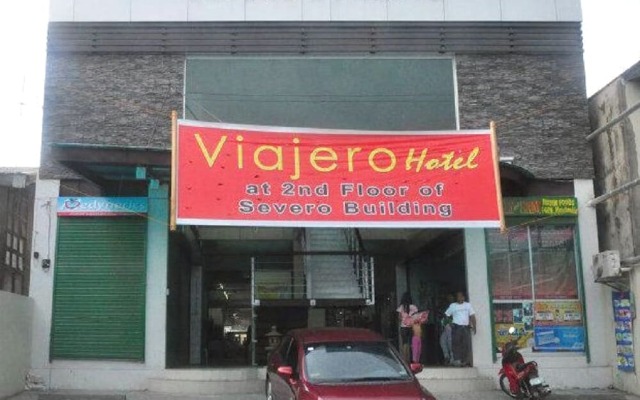 Viajero Hotel
at 2nd Floor of
Severo Building